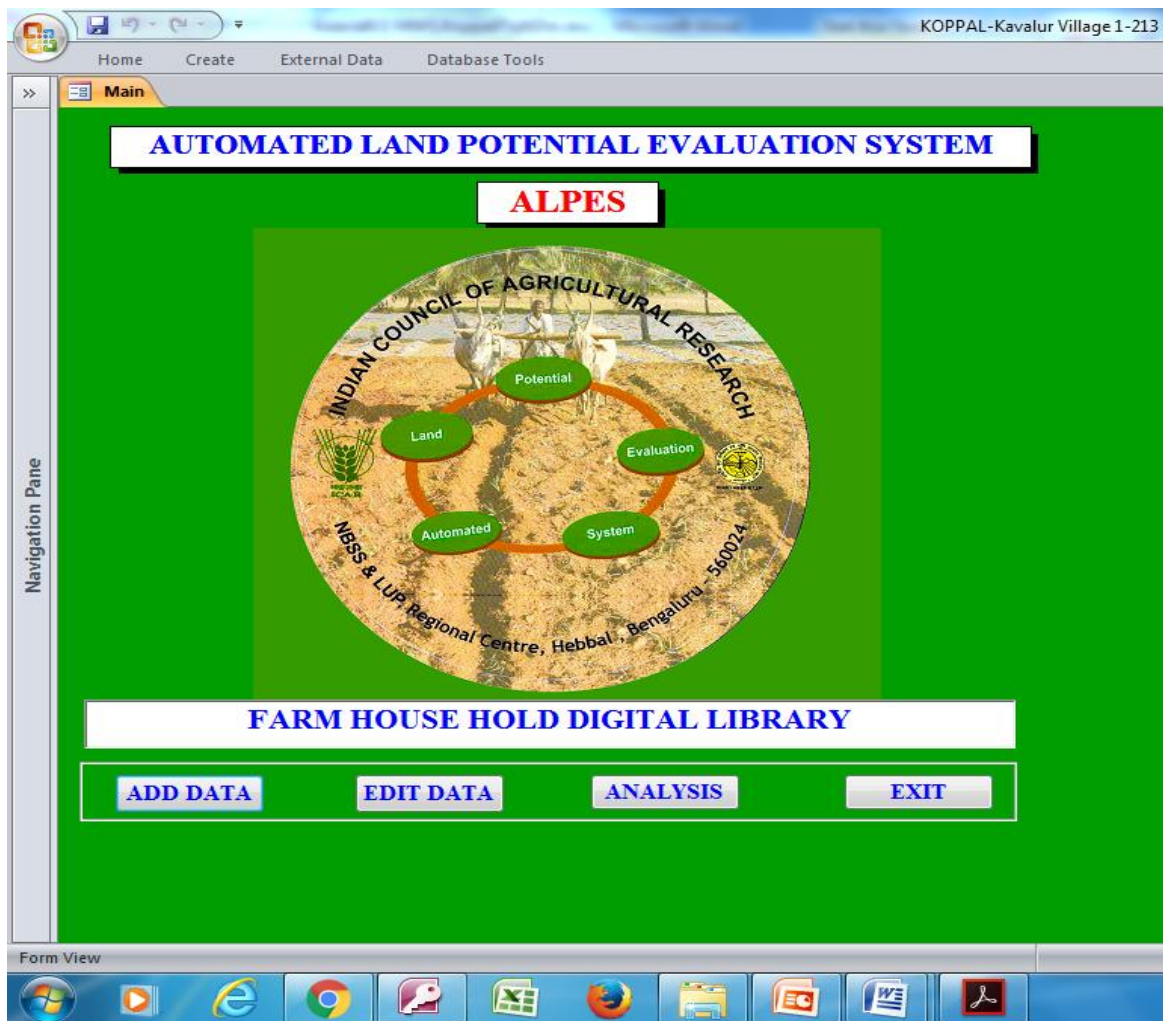 KOPPAL-Kavalur Village 1-213
Home Create External Data Database Tools
Main
AUTOMATED LAND POTENTIAL EVALUATION SYSTEM
ALPES
INDIAN COUNCIL OF AGRICULTURAL RESEARCH
Potential
Land
Evaluation
ICAR
Automated
System
NBSS & LUP, Regional Centre, Hebbal , Bengaluru - 560024
Navigation Pane
FARM HOUSE HOLD DIGITAL LIBRARY
ADD DATA EDIT DATA ANALYSIS EXIT
Form View